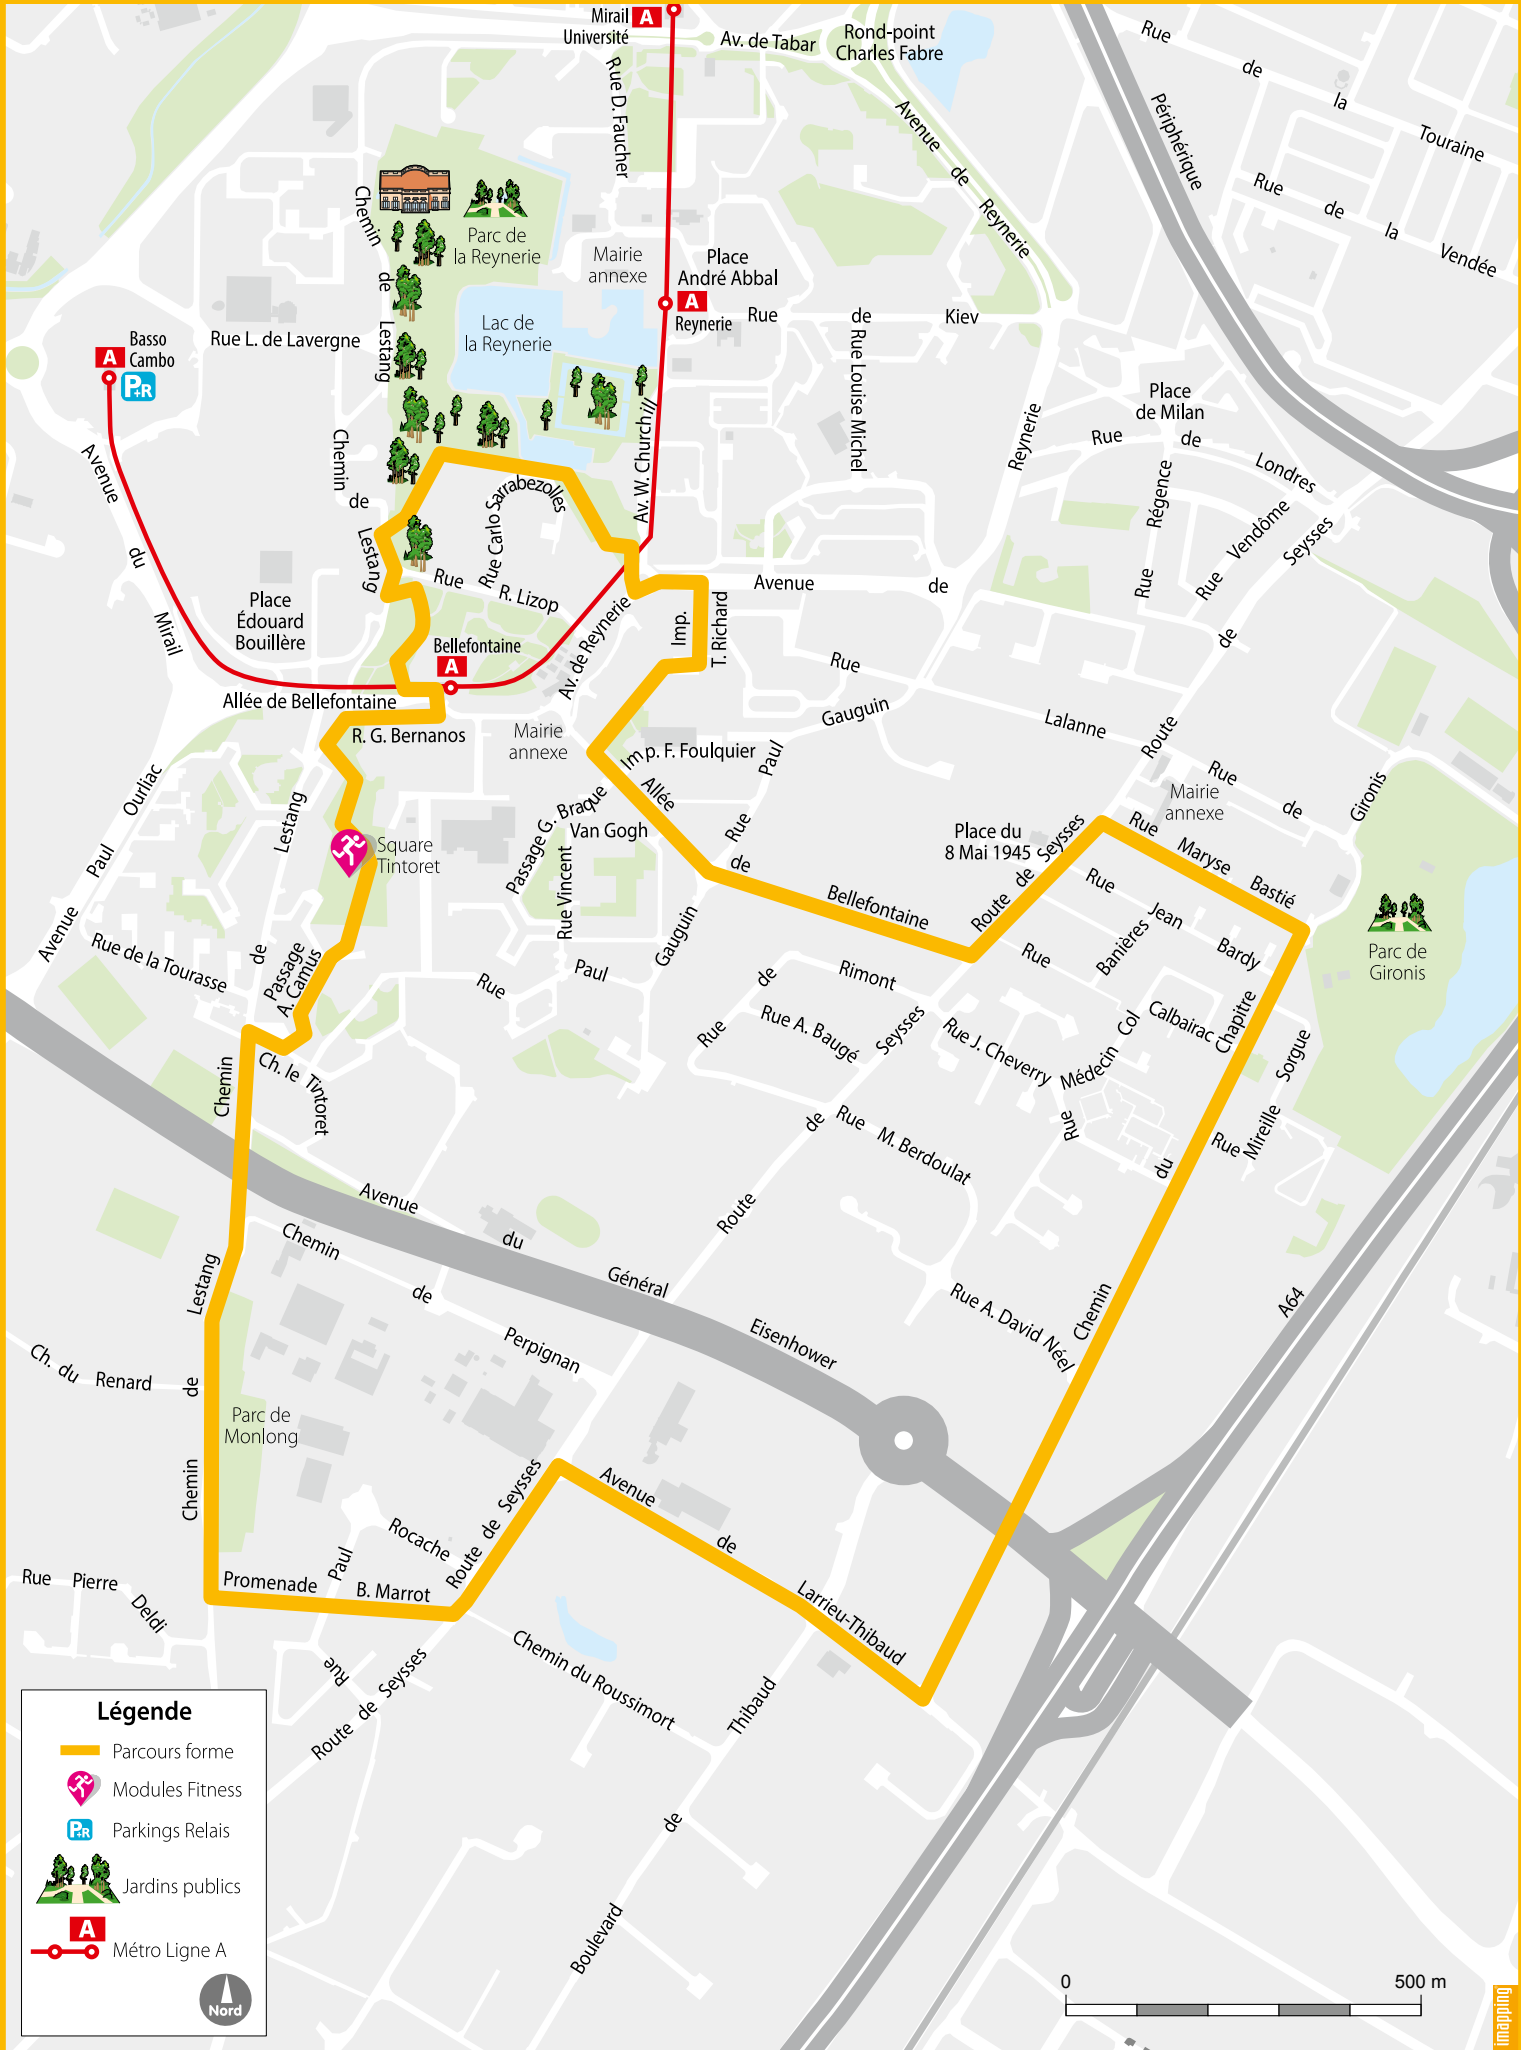 Mirail
Université
A
Av. de Tabar
Rond-point
Charles Fabre
Rue de la Touraine
Périphérique
Rue D. Faucher
Avenue de Reynerie
Rue de la Vendée
Chemin de Lestang
Parc de
la Reynerie
Mairie
annexe
Place
André Abbal
A
Reynerie
Rue de Kiev
Lac de
la Reynerie
Rue L. de Lavergne
Basso
Cambo
A
P+R
Rue Louise Michel
Place
de Milan
Rue de Londres
Reynerie
Av. W. Churchill
Avenue du Mirail
Chemin de Lestang
Rue Carlo Sarrabezolles
Rue Régence
Rue Vendôme
Route de Seysses
Rue R. Lizop
Avenue de
Imp. T. Richard
Place
Édouard
Bouillère
Bellefontaine
A
Av. de Reynerie
Allée de Bellefontaine
R. G. Bernanos
Mairie
annexe
Rue Lalanne
Rue Paul Gauguin
Imp. F. Foulquier
Allée de Bellefontaine
Passage G. Braque
Rue Vincent
Van Gogh
Avenue Paul Ourliac
Lestang
Square
Tintoret
Mairie
annexe
Rue de Gironis
Place du
8 Mai 1945
Route de Seysses
Rue Maryse Bastié
Rue Jean Bardy
Rue Banières
Parc de
Gironis
Rue de la Tourasse
de
Passage
A. Camus
Rue Paul Gauguin
Rue de Rimont
Rue A. Baugé
Seysses
Rue J. Cheverry
Rue Médecin Col
Calbairac
Chapitre
Rue Mireille Sorgue
Chemin
Ch. le Tintoret
de
Rue M. Berdoulat
Route
du
Avenue du Général Eisenhower
Chemin de Perpignan
Lestang
Rue A. David Néel
Chemin
A64
Ch. du Renard
de
Parc de
Monlong
Chemin
Avenue de Larrieu-Thibaud
Route de Seysses
Rocache
Rue Paul
Promenade B. Marrot
Rue Pierre Deldi
Chemin du Roussimort
Route de Seysses
Boulevard de Thibaud
Légende
Parcours forme
Modules Fitness
P+R
Parkings Relais
Jardins publics
A
Métro Ligne A
Nord
0 500 m
imapping